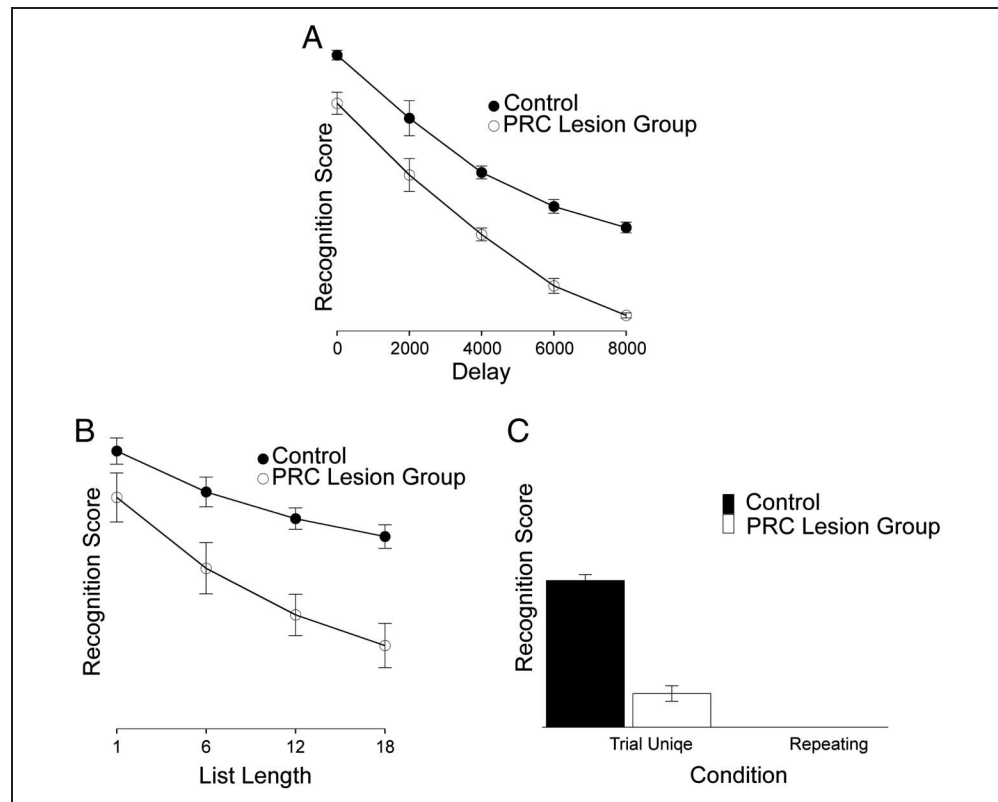 A
Control
PRC Lesion Group
Recognition Score
0 2000 4000 6000 8000
Delay
B
Control
PRC Lesion Group
Recognition Score
1 6 12 18
List Length
C
Control
PRC Lesion Group
Recognition Score
Trial Uniqe Repeating
Condition